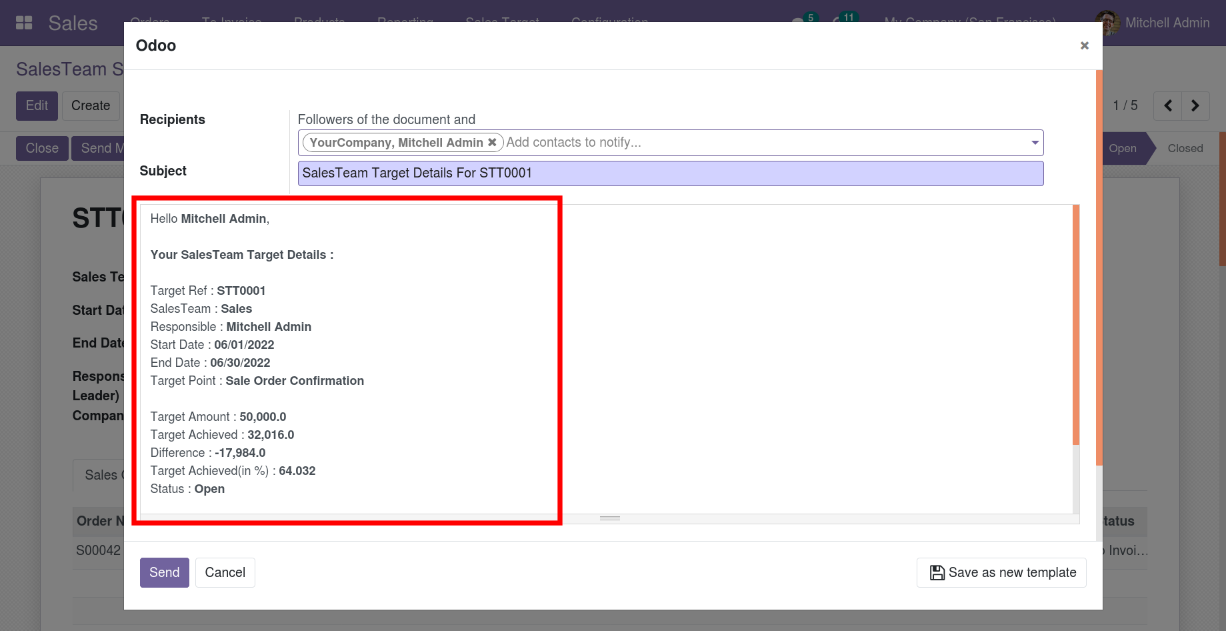 Sales
Orders To Invoice Products Reporting Sales Target Configuration
5 11 My Company (San Francisco) Mitchell Admin
SalesTeam S
Edit Create
1 / 5
Close Send M
Open Closed
STT0
Sales Te
Start Dat
End Date
Respons
Leader)
Compan
Sales O
Order N
tatus
S00042
o Invoi...
Odoo
×
Recipients
Followers of the document and
YourCompany, Mitchell Admin ✖ Add contacts to notify...
Subject
SalesTeam Target Details For STT0001
Hello Mitchell Admin,
Your SalesTeam Target Details :
Target Ref : STT0001
SalesTeam : Sales
Responsible : Mitchell Admin
Start Date : 06/01/2022
End Date : 06/30/2022
Target Point : Sale Order Confirmation
Target Amount : 50,000.0
Target Achieved : 32,016.0
Difference : -17,984.0
Target Achieved(in %) : 64.032
Status : Open
Send Cancel
Save as new template